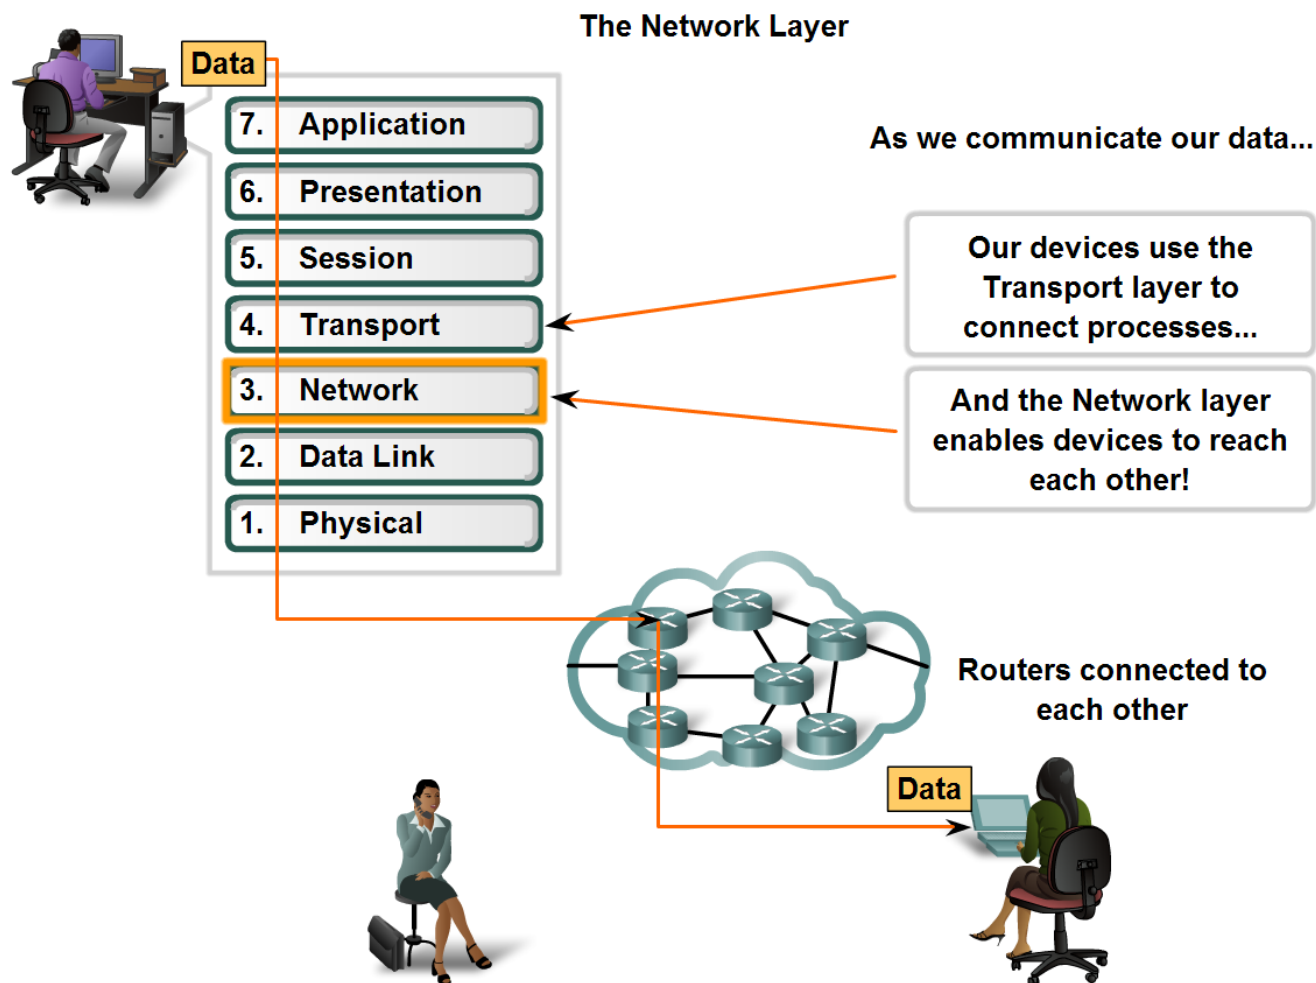 The Network Layer
Data
7. Application
6. Presentation
5. Session
4. Transport
3. Network
2. Data Link
1. Physical
As we communicate our data...
Our devices use the
Transport layer to
connect processes...
And the Network layer
enables devices to reach
each other!
Routers connected to
each other
Data